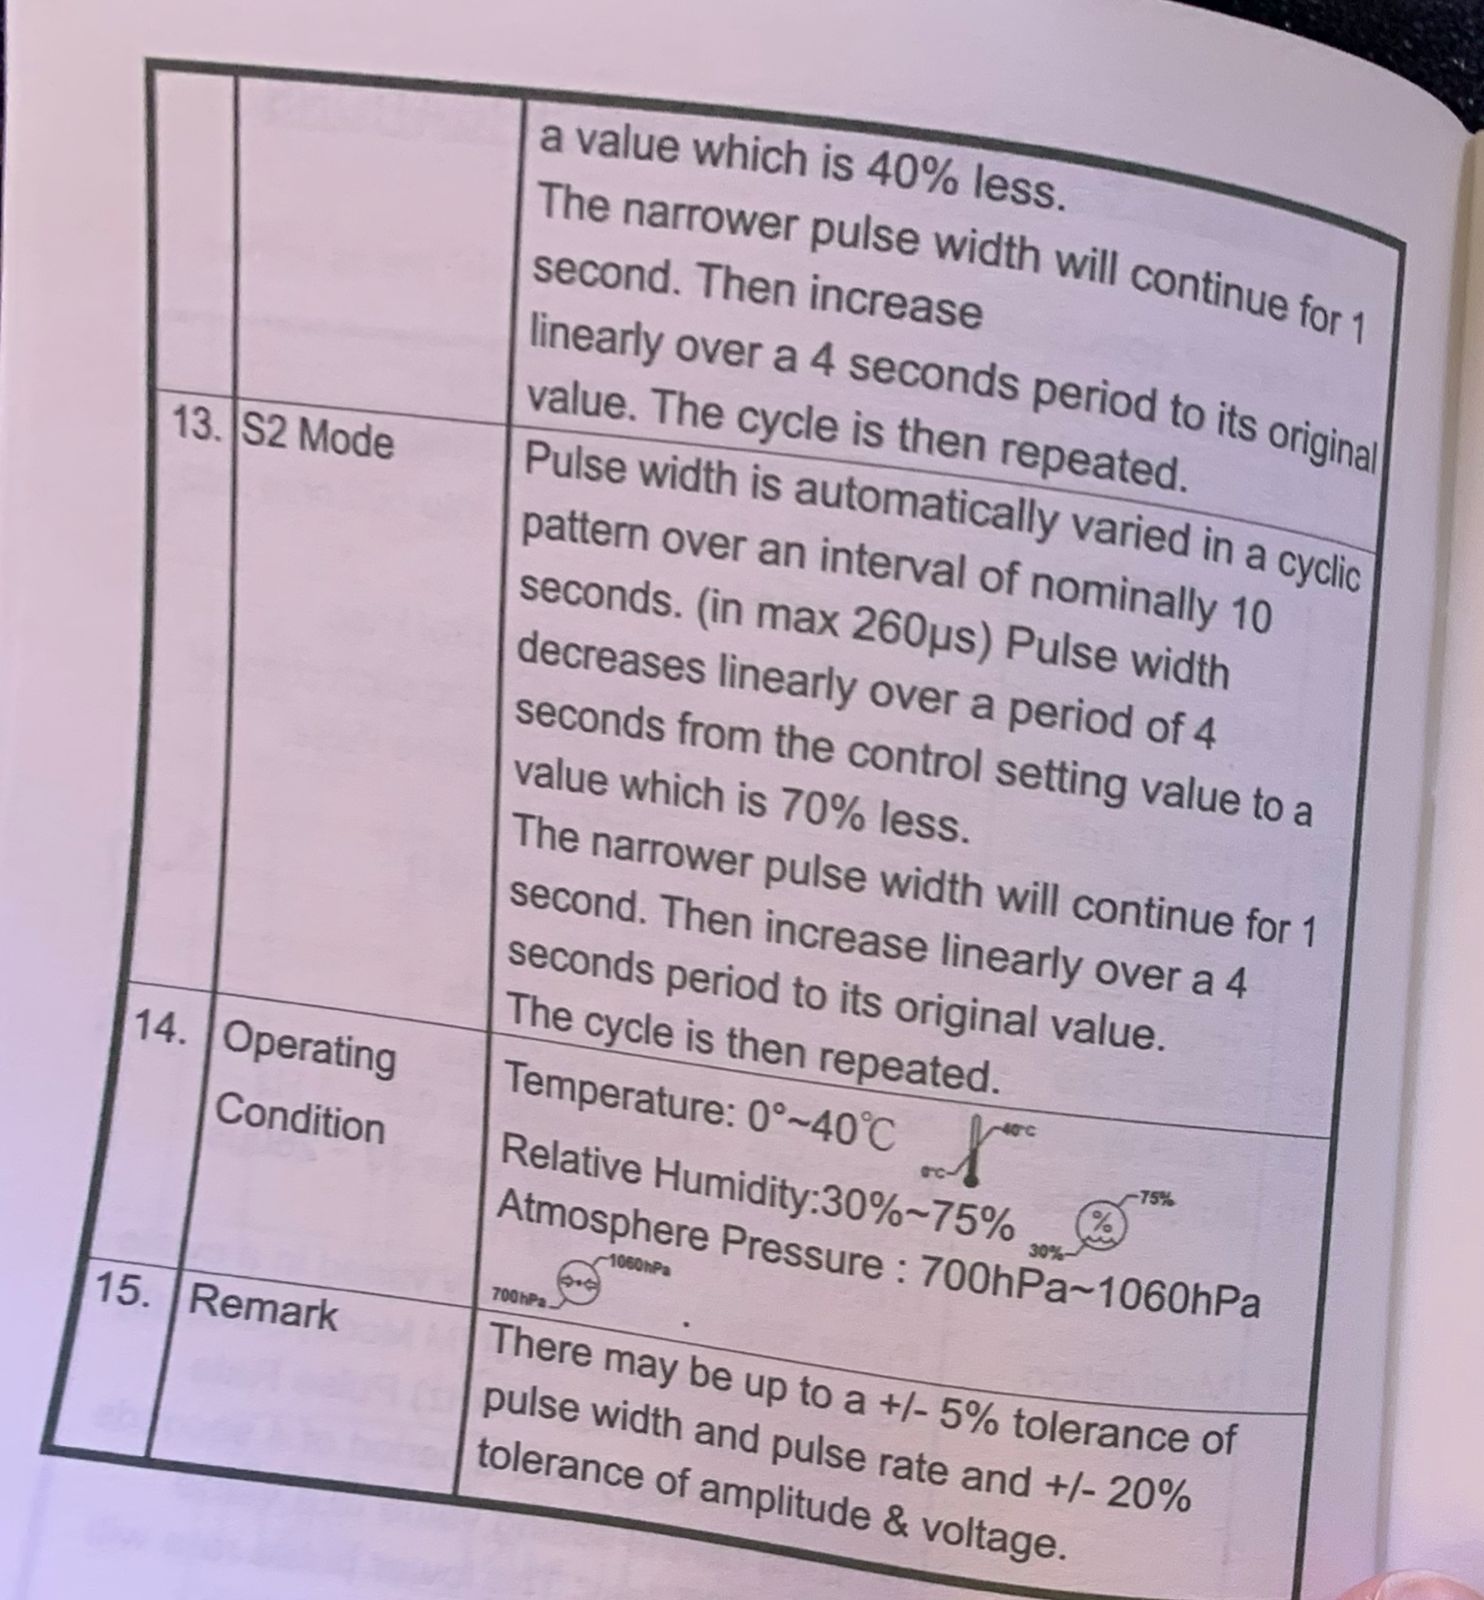 a value which is 40% less.
The narrower pulse width will continue for 1
second. Then increase
linearly over a 4 seconds period to its original
value. The cycle is then repeated.
13. S2 Mode
Pulse width is automatically varied in a cyclic
pattern over an interval of nominally 10
seconds. (in max 260µs) Pulse width
decreases linearly over a period of 4
seconds from the control setting value to a
value which is 70% less.
The narrower pulse width will continue for 1
second. Then increase linearly over a 4
seconds period to its original value.
The cycle is then repeated.
14. Operating
Condition
Temperature: 0°~40℃
40°C
0°C
Relative Humidity:30%~75%
75%
%
30%
Atmosphere Pressure : 700hPa~1060hPa
1060hPa
700hPa
15. Remark
There may be up to a +/- 5% tolerance of
pulse width and pulse rate and +/- 20%
tolerance of amplitude & voltage.